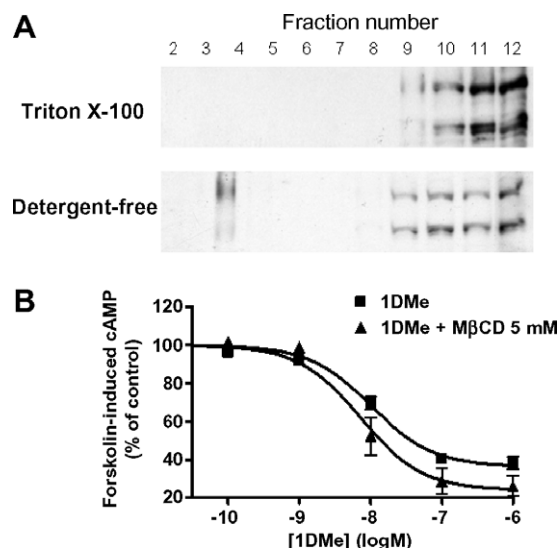 A
Fraction number
2 3 4 5 6 7 8 9 10 11 12
Triton X-100
Detergent-free
B
Forskolin-induced cAMP
(% of control)
120
100
80
60
40
20
1DMe
1DMe + MβCD 5 mM
-10 -9 -8 -7 -6
[1DMe] (logM)